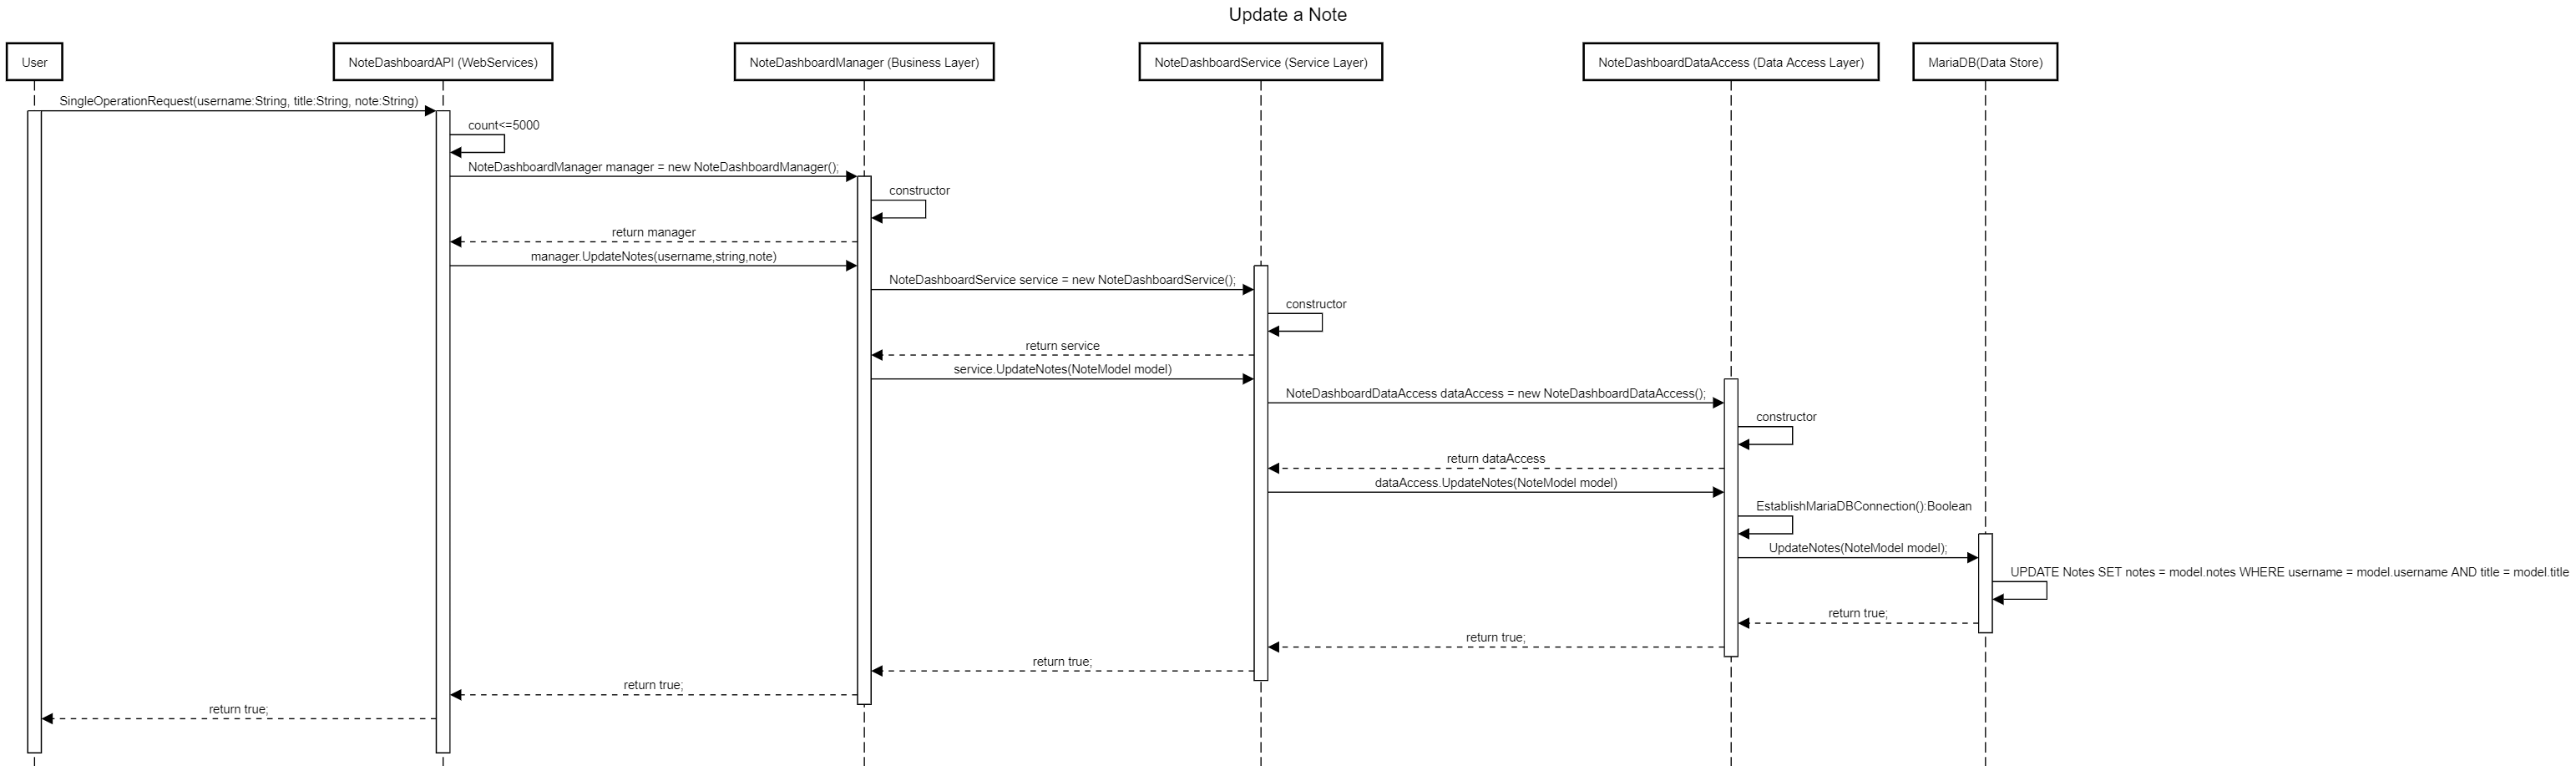 Update a Note
User
NoteDashboardAPI (WebServices)
NoteDashboardManager (Business Layer)
NoteDashboardService (Service Layer)
NoteDashboardDataAccess (Data Access Layer)
MariaDB(Data Store)
SingleOperationRequest(username:String, title:String, note:String)
count<=5000
NoteDashboardManager manager = new NoteDashboardManager();
constructor
return manager
manager.UpdateNotes(username,string,note)
NoteDashboardService service = new NoteDashboardService();
constructor
return service
service.UpdateNotes(NoteModel model)
NoteDashboardDataAccess dataAccess = new NoteDashboardDataAccess();
constructor
return dataAccess
dataAccess.UpdateNotes(NoteModel model)
EstablishMariaDBConnection():Boolean
UpdateNotes(NoteModel model);
UPDATE Notes SET notes = model.notes WHERE username = model.username AND title = model.title
return true;
return true;
return true;
return true;
return true;